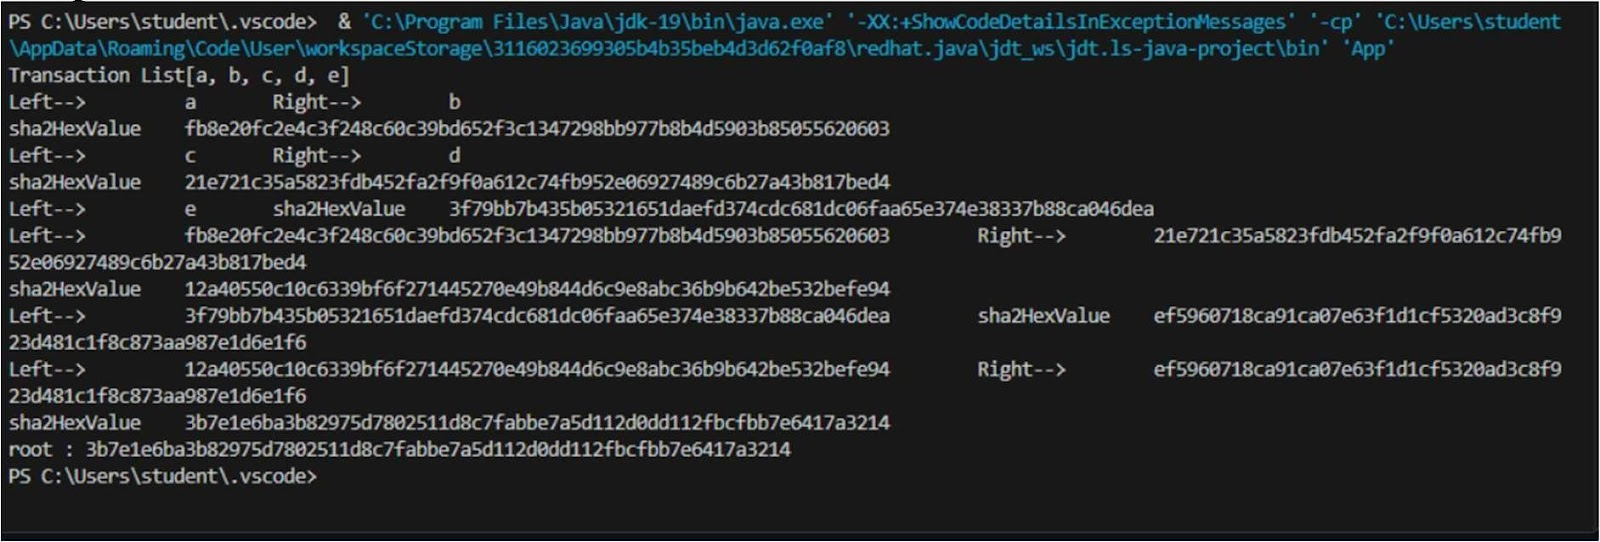 PS C:\Users\student\.vscode>  & 'C:\Program Files\Java\jdk-19\bin\java.exe' '-XX:+ShowCodeDetailsInExceptionMessages' '-cp' 'C:\Users\student
\AppData\Roaming\Code\User\workspaceStorage\3116023699305b4b35beb4d3d62f0af8\redhat.java\jdt_ws\jdt.ls-java-project\bin' 'App'
Transaction List[a, b, c, d, e]
Left-->         a       Right-->        b
sha2HexValue    fb8e20fc2e4c3f248c60c39bd652f3c1347298bb977b8b4d5903b85055620603
Left-->         c       Right-->        d
sha2HexValue    21e721c35a5823fdb452fa2f9f0a612c74fb952e06927489c6b27a43b817bed4
Left-->         e       sha2HexValue    3f79bb7b435b05321651daefd374cdc681dc06faa65e374e38337b88ca046dea
Left-->         fb8e20fc2e4c3f248c60c39bd652f3c1347298bb977b8b4d5903b85055620603        Right-->        21e721c35a5823fdb452fa2f9f0a612c74fb9
52e06927489c6b27a43b817bed4
sha2HexValue    12a40550c10c6339bf6f271445270e49b844d6c9e8abc36b9b642be532befe94
Left-->         3f79bb7b435b05321651daefd374cdc681dc06faa65e374e38337b88ca046dea        sha2HexValue    ef5960718ca91ca07e63f1d1cf5320ad3c8f9
23d481c1f8c873aa987e1d6e1f6
Left-->         12a40550c10c6339bf6f271445270e49b844d6c9e8abc36b9b642be532befe94        Right-->        ef5960718ca91ca07e63f1d1cf5320ad3c8f9
23d481c1f8c873aa987e1d6e1f6
sha2HexValue    3b7e1e6ba3b82975d7802511d8c7fabbe7a5d112d0dd112fbcfbb7e6417a3214
root : 3b7e1e6ba3b82975d7802511d8c7fabbe7a5d112d0dd112fbcfbb7e6417a3214
PS C:\Users\student\.vscode>